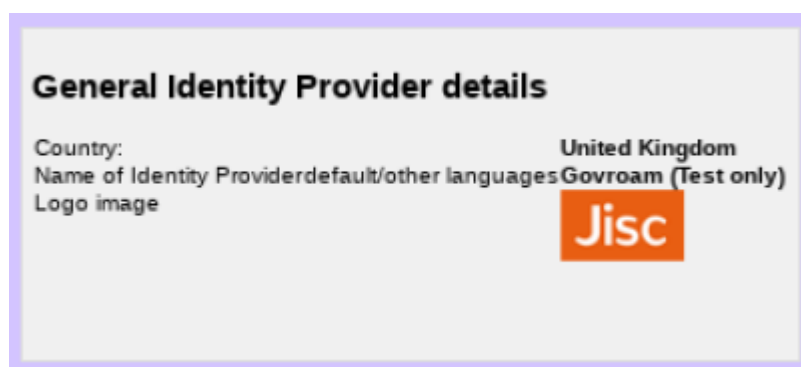 General Identity Provider details
Country: United Kingdom
Name of Identity Providerdefault/other languages Govroam (Test only)
Logo image
Jisc